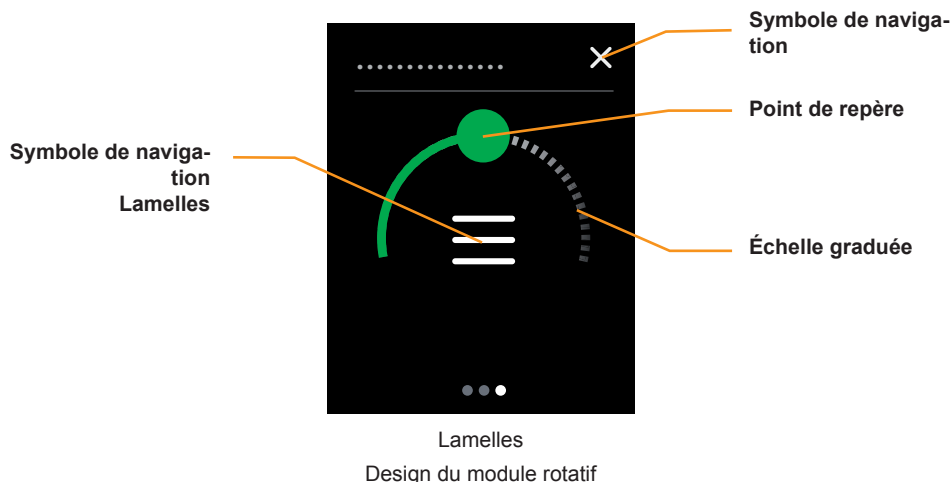 Symbole de naviga-
tion
Point de repère
Symbole de naviga-
tion
Lamelles
Échelle graduée
Lamelles
Design du module rotatif